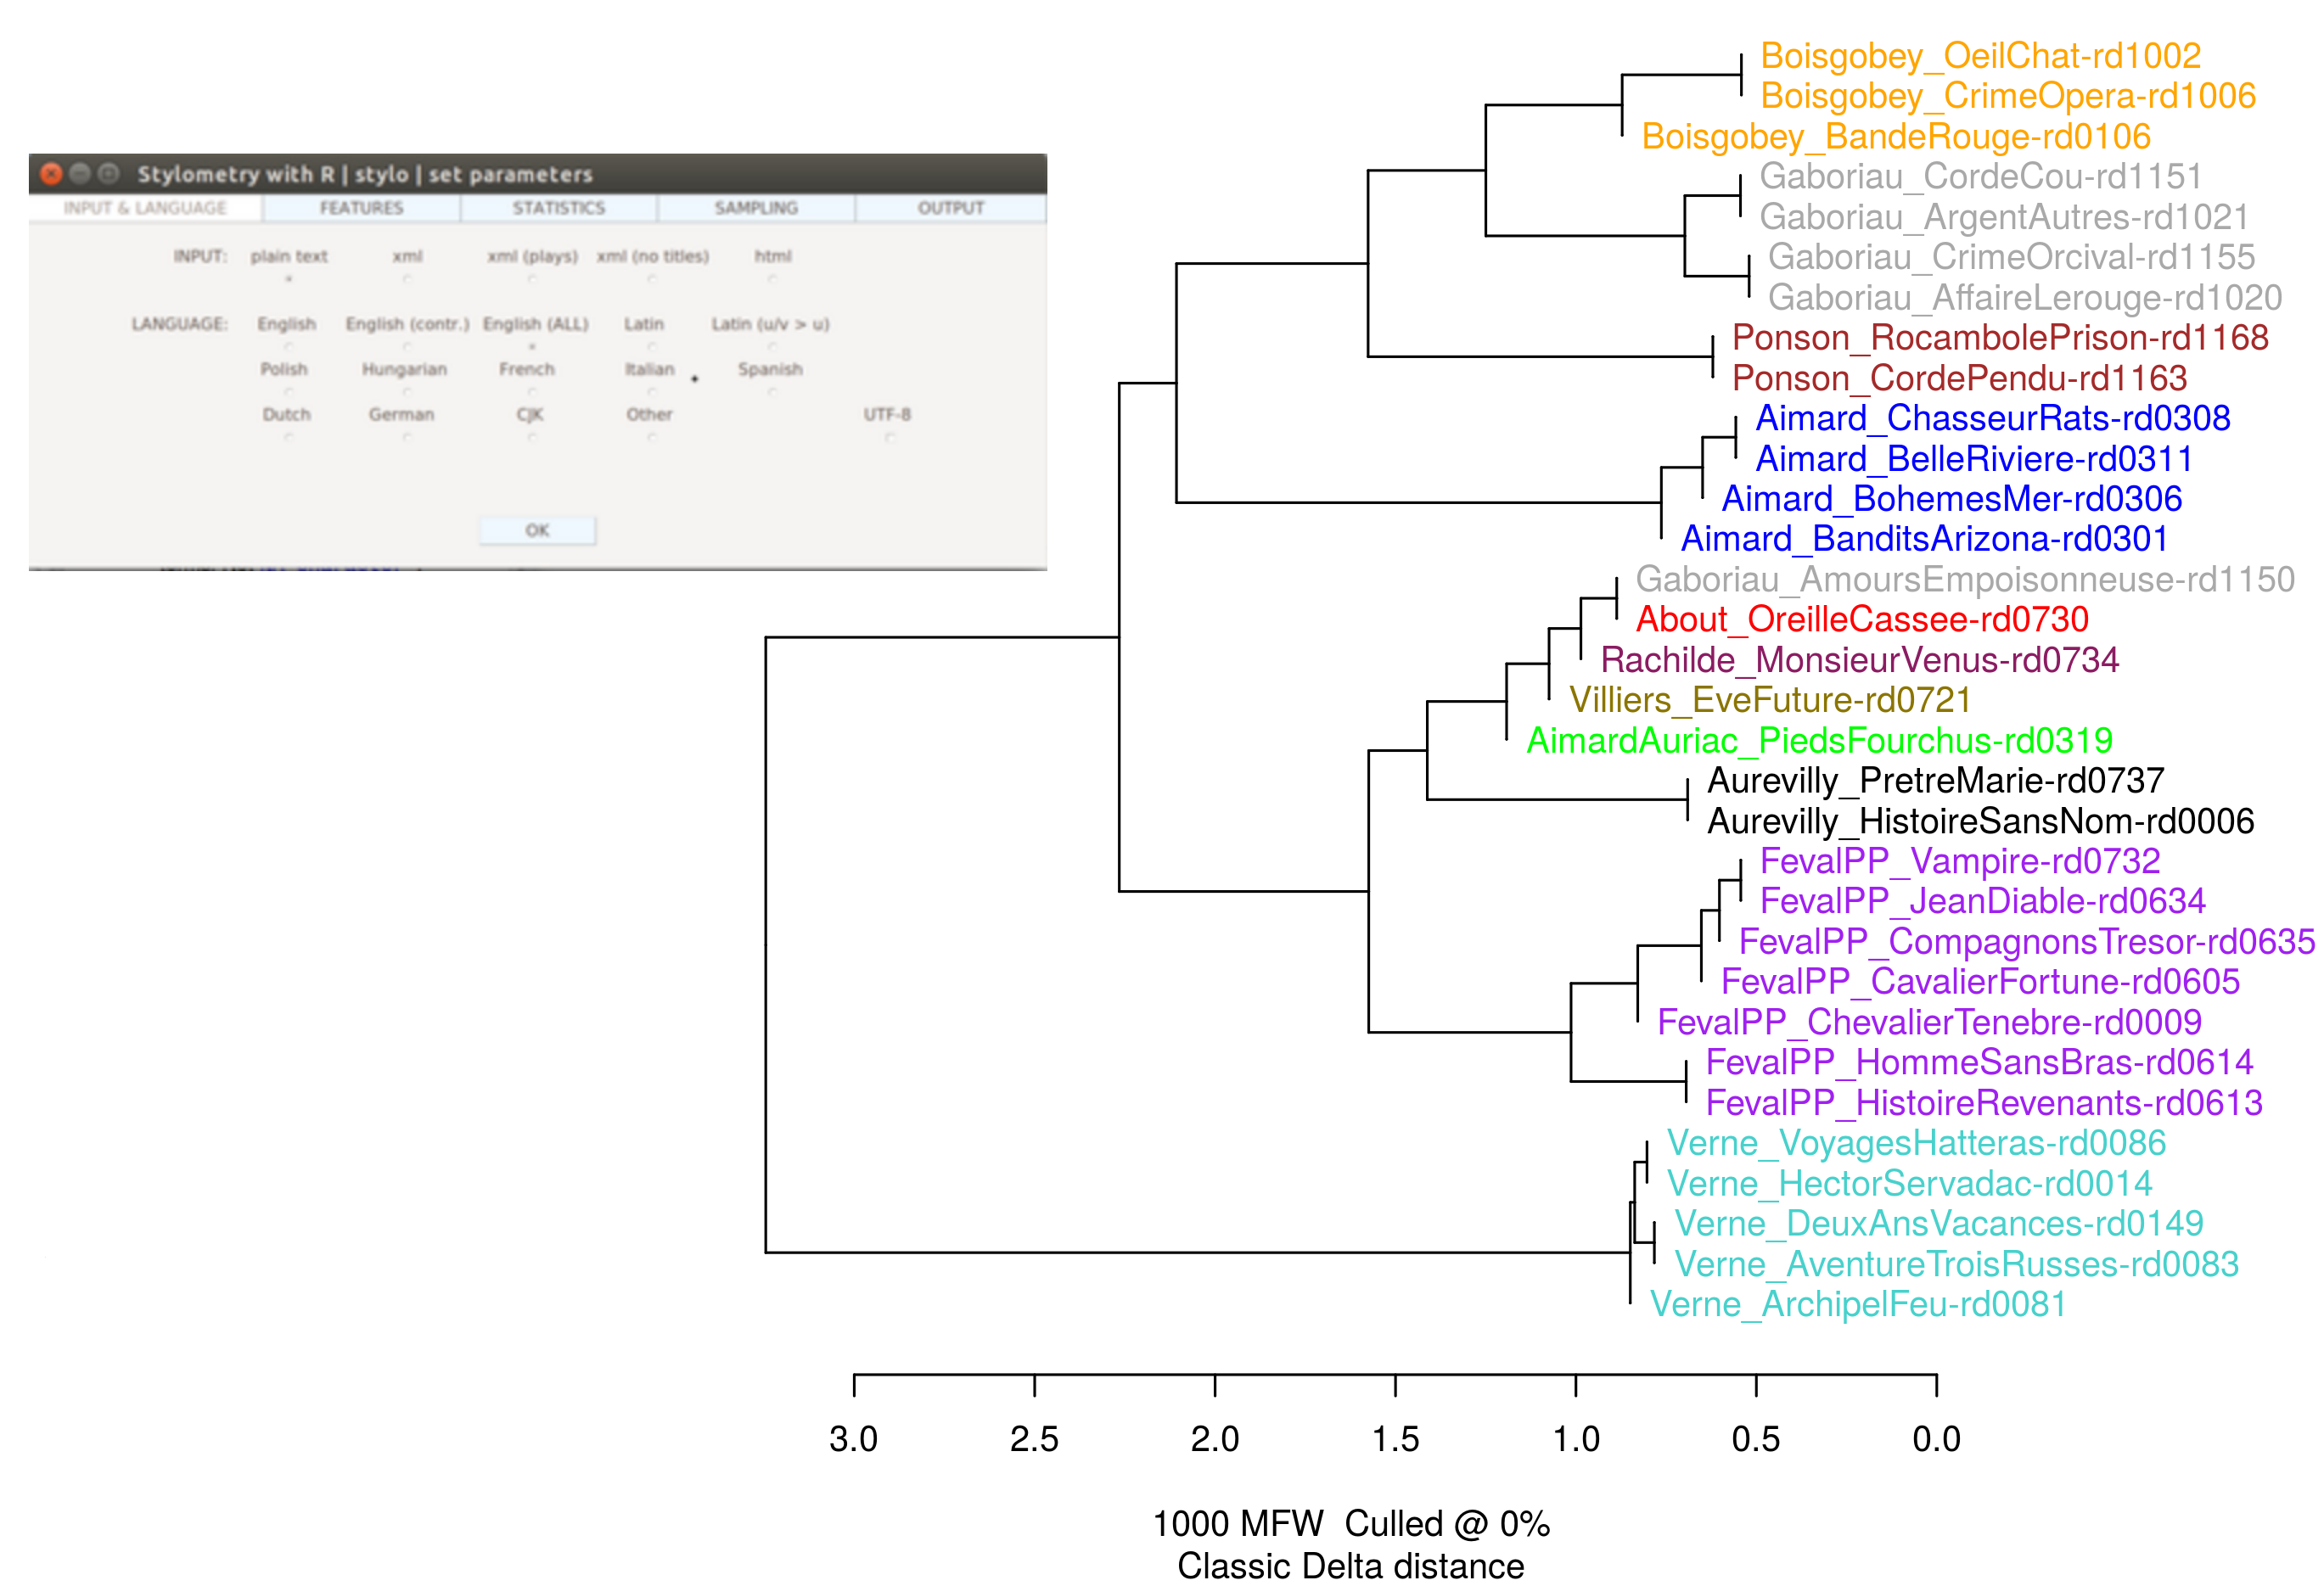 Stylometry with R | stylo | set parameters
INPUT & LANGUAGE FEATURES STATISTICS SAMPLING OUTPUT
INPUT: plain text xml xml (plays) xml (no titles) html
LANGUAGE: English English (contr.) English (ALL) Latin Latin (u/v > u)
Polish Hungarian French Italian Spanish
Dutch German CJK Other UTF-8
OK
Boisgobey_OeilChat-rd1002
Boisgobey_CrimeOpera-rd1006
Boisgobey_BandeRouge-rd0106
Gaboriau_CordeCou-rd1151
Gaboriau_ArgentAutres-rd1021
Gaboriau_CrimeOrcival-rd1155
Gaboriau_AffaireLerouge-rd1020
Ponson_RocambolePrison-rd1168
Ponson_CordePendu-rd1163
Aimard_ChasseurRats-rd0308
Aimard_BelleRiviere-rd0311
Aimard_BohemesMer-rd0306
Aimard_BanditsArizona-rd0301
Gaboriau_AmoursEmpoisonneuse-rd1150
About_OreilleCassee-rd0730
Rachilde_MonsieurVenus-rd0734
Villiers_EveFuture-rd0721
AimardAuriac_PiedsFourchus-rd0319
Aurevilly_PretreMarie-rd0737
Aurevilly_HistoireSansNom-rd0006
FevalPP_Vampire-rd0732
FevalPP_JeanDiable-rd0634
FevalPP_CompagnonsTresor-rd0635
FevalPP_CavalierFortune-rd0605
FevalPP_ChevalierTenebre-rd0009
FevalPP_HommeSansBras-rd0614
FevalPP_HistoireRevenants-rd0613
Verne_VoyagesHatteras-rd0086
Verne_HectorServadac-rd0014
Verne_DeuxAnsVacances-rd0149
Verne_AventureTroisRusses-rd0083
Verne_ArchipelFeu-rd0081
3.0 2.5 2.0 1.5 1.0 0.5 0.0
1000 MFW Culled @ 0%
Classic Delta distance